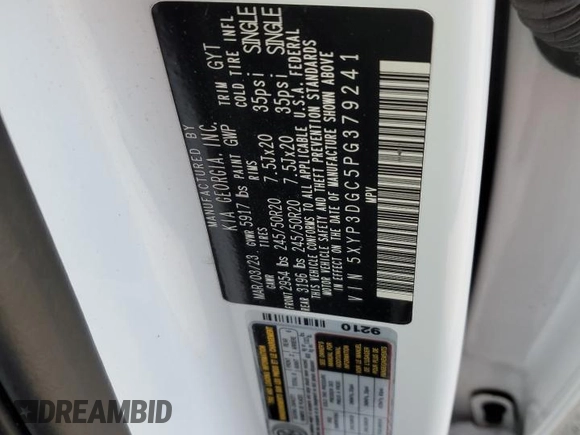 MANUFACTURED BY
KIA GEORGIA, INC.
MAR/03/23 GVWR 5917 lbs PAINT GWP TRIM GYT
GAWR TIRES RIMS COLD TIRE INFL
FRONT 2954 lbs 245/50R20 7.5Jx20 35psi SINGLE
REAR 3196 lbs 245/50R20 7.5Jx20 35psi SINGLE
THIS VEHICLE CONFORMS TO ALL APPLICABLE U.S.A. FEDERAL
MOTOR VEHICLE SAFETY AND THEFT PREVENTION STANDARDS
IN EFFECT ON THE DATE OF MANUFACTURE SHOWN ABOVE
VIN 5XYP3DGC5PG379241
MPV
9210
DREAMBID